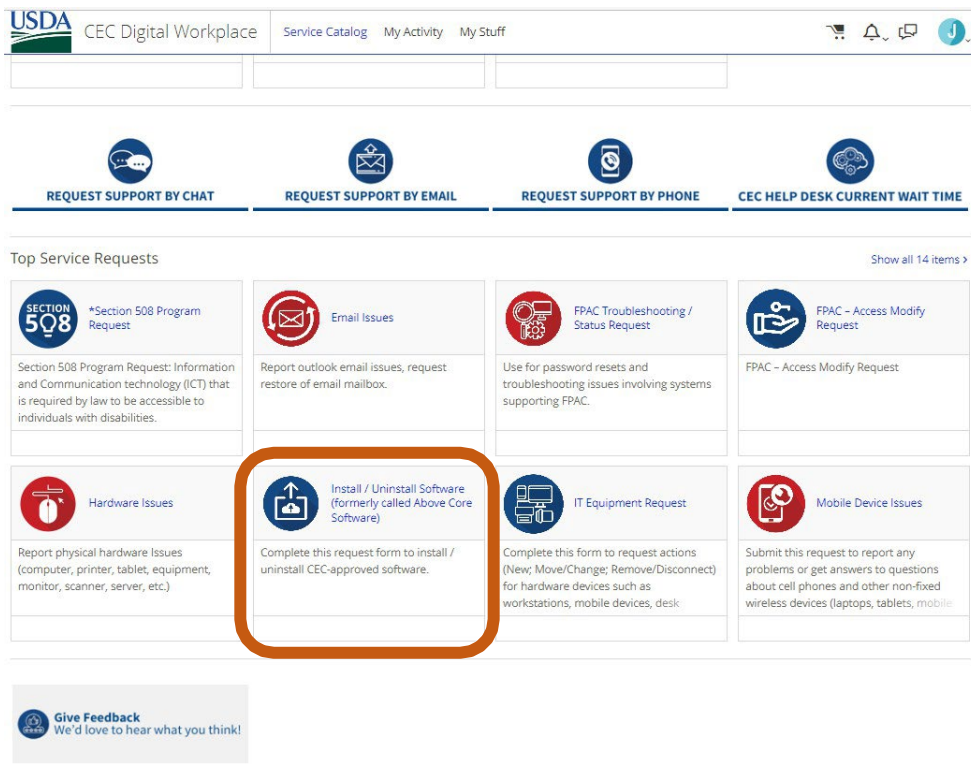 USDA
CEC Digital Workplace
Service Catalog My Activity My Stuff
J
REQUEST SUPPORT BY CHAT
REQUEST SUPPORT BY EMAIL
REQUEST SUPPORT BY PHONE
CEC HELP DESK CURRENT WAIT TIME
Top Service Requests
Show all 14 items >
SECTION
508
*Section 508 Program
Request
Section 508 Program Request: Information
and Communication technology (ICT) that
is required by law to be accessible to
individuals with disabilities.
Email Issues
Report outlook email issues, request
restore of email mailbox.
FPAC Troubleshooting /
Status Request
Use for password resets and
troubleshooting issues involving systems
supporting FPAC.
FPAC – Access Modify
Request
FPAC – Access Modify Request
Hardware Issues
Report physical hardware Issues
(computer, printer, tablet, equipment,
monitor, scanner, server, etc.)
Install / Uninstall Software
(formerly called Above Core
Software)
Complete this request form to install /
uninstall CEC-approved software.
IT Equipment Request
Complete this form to request actions
(New; Move/Change; Remove/Disconnect)
for hardware devices such as
workstations, mobile devices, desk
Mobile Device Issues
Submit this request to report any
problems or get answers to questions
about cell phones and other non-fixed
wireless devices (laptops, tablets, mobile
Give Feedback
We'd love to hear what you think!